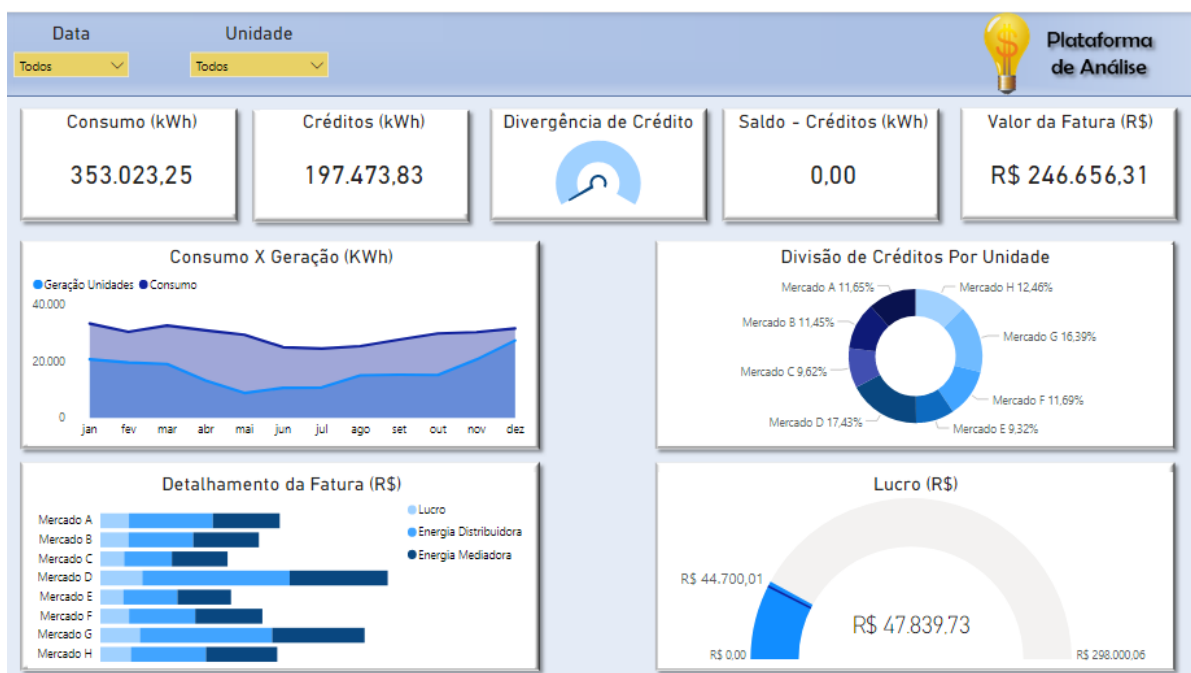 Data
Unidade
Todos
Todos
Plataforma
de Análise
Consumo (kWh)
353.023,25
Créditos (kWh)
197.473,83
Divergência de Crédito
Saldo - Créditos (kWh)
0,00
Valor da Fatura (R$)
R$ 246.656,31
Consumo X Geração (KWh)
Geração Unidades
Consumo
40.000
20.000
0
jan fev mar abr mai jun jul ago set out nov dez
Divisão de Créditos Por Unidade
Mercado A 11,65%
Mercado H 12,46%
Mercado B 11,45%
Mercado G 16,39%
Mercado C 9,62%
Mercado F 11,69%
Mercado D 17,43%
Mercado E 9,32%
Detalhamento da Fatura (R$)
Lucro
Energia Distribuidora
Energia Mediadora
Mercado A
Mercado B
Mercado C
Mercado D
Mercado E
Mercado F
Mercado G
Mercado H
Lucro (R$)
R$ 44.700,01
R$ 47.839,73
R$ 0,00
R$ 298.000,06